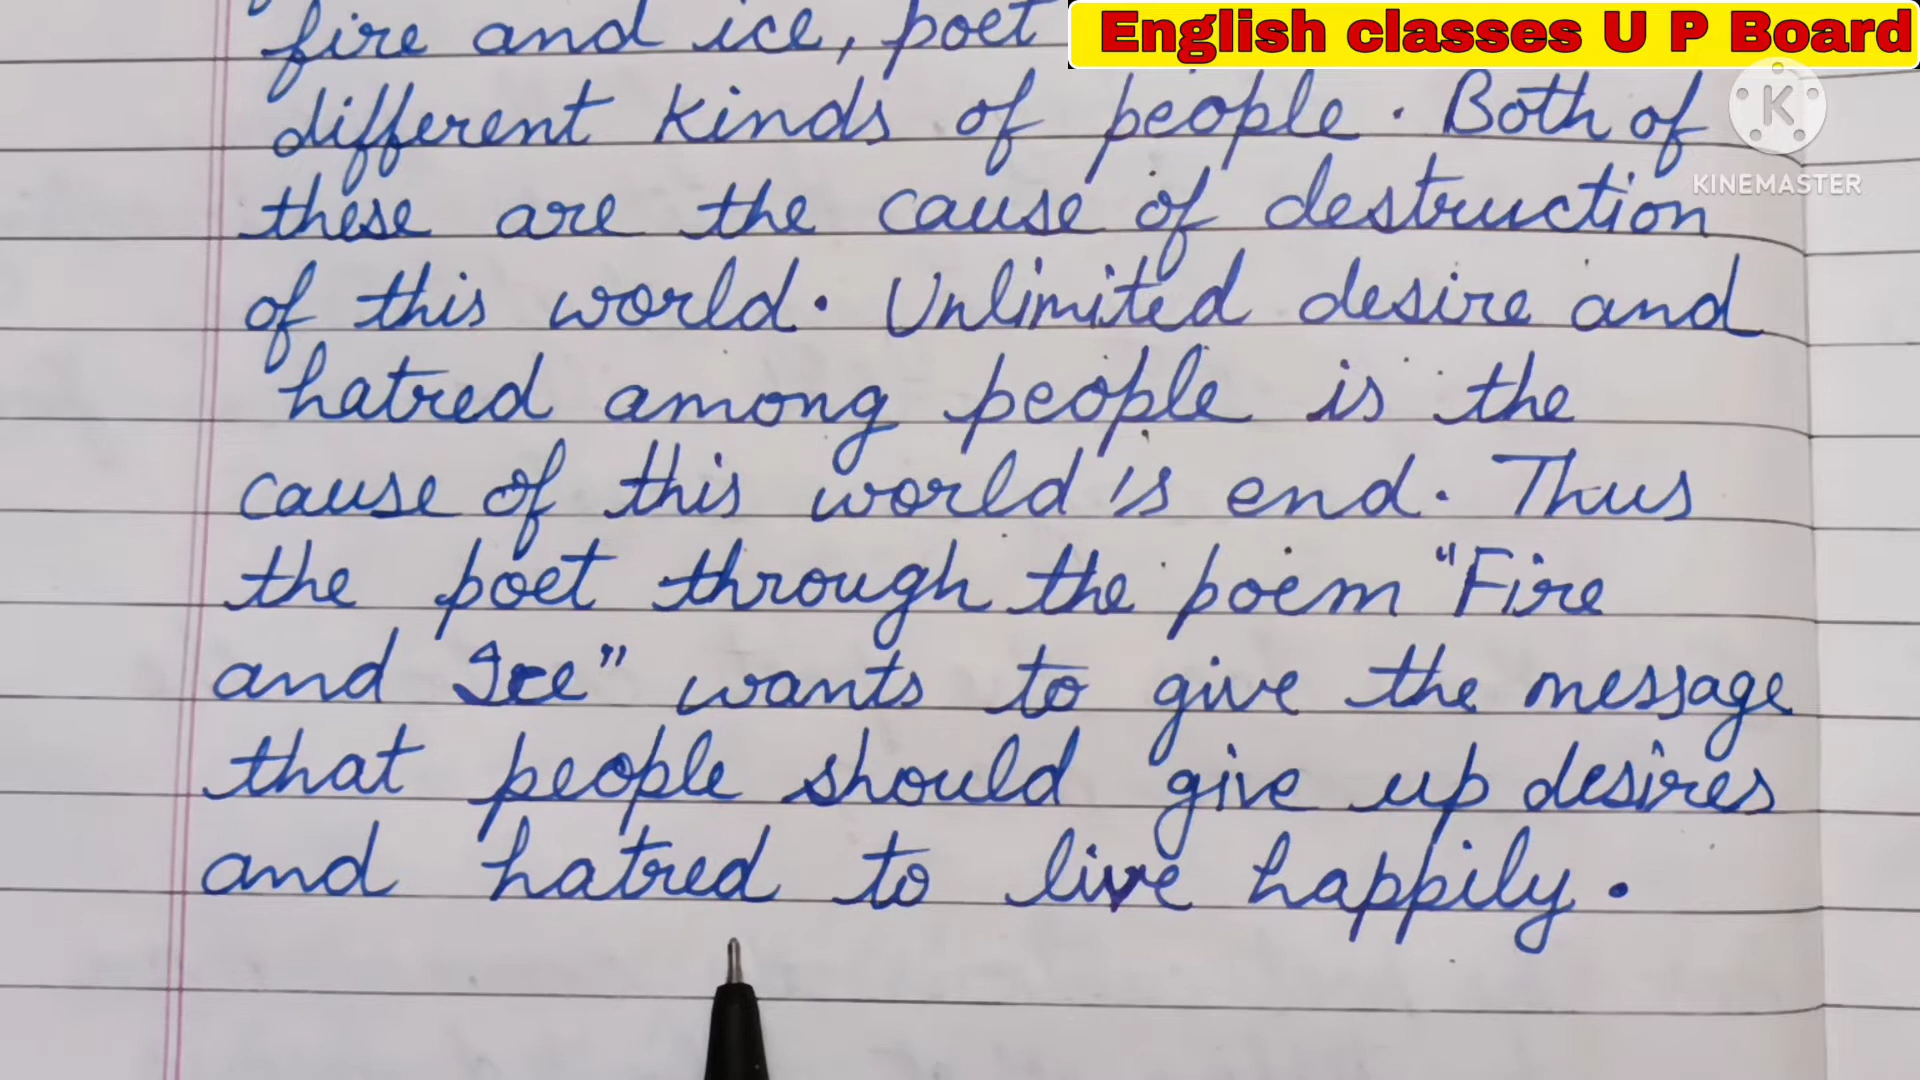 English classes U P Board
fire and ice, poet
different kinds of people. Both of
these are the cause of destruction
of this world. Unlimited desire and
hatred among people is the
cause of this world's end. Thus
the poet through the poem "Fire
and Ice" wants to give the message
that people should give up desires
and hatred to live happily.
K
KINEMASTER